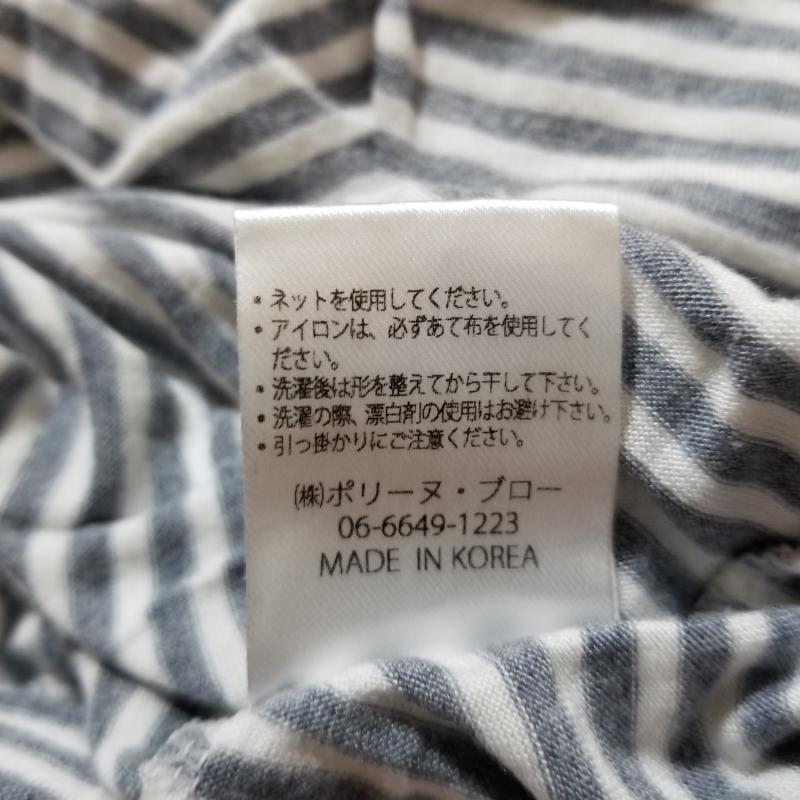 ・ネットを使用してください。
・アイロンは、必ずあて布を使用してく
ださい。
・洗濯後は形を整えてから干して下さい。
・洗濯の際、漂白剤の使用はお避け下さい。
・引っ掛かりにご注意ください。
㈱ポリーヌ・ブロー
06-6649-1223
MADE IN KOREA